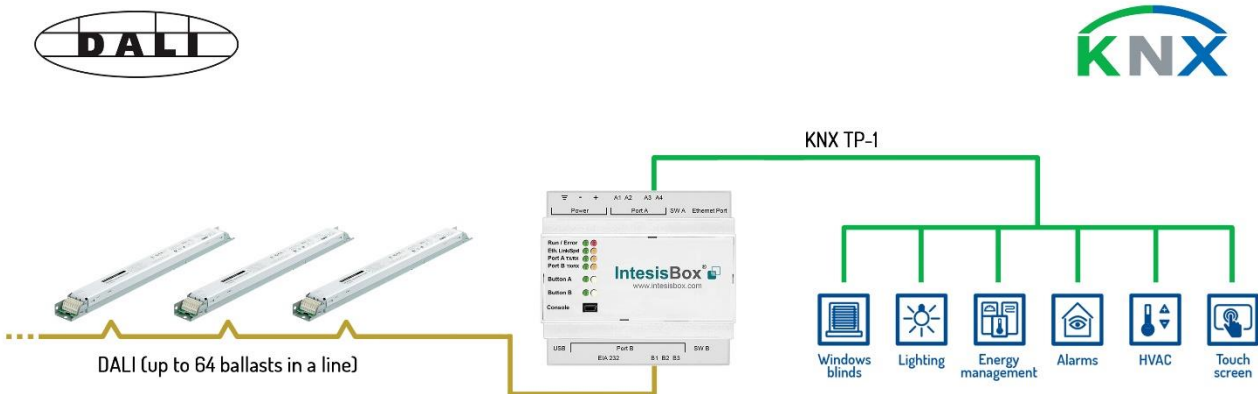 DALI
KNX
KNX TP-1
- + A1 A2 A3 A4
Power Port A SW A Ethernet Port
Run / Error
Eth Link/Spd
Port A TX/RX
Port B TX/RX
Button A
Button B
Console
IntesisBox®
www.intesisbox.com
USB Port B SW B
EIA 232 B1 B2 B3
DALI (up to 64 ballasts in a line)
Windows
blinds
Lighting
Energy
management
Alarms
HVAC
Touch
screen